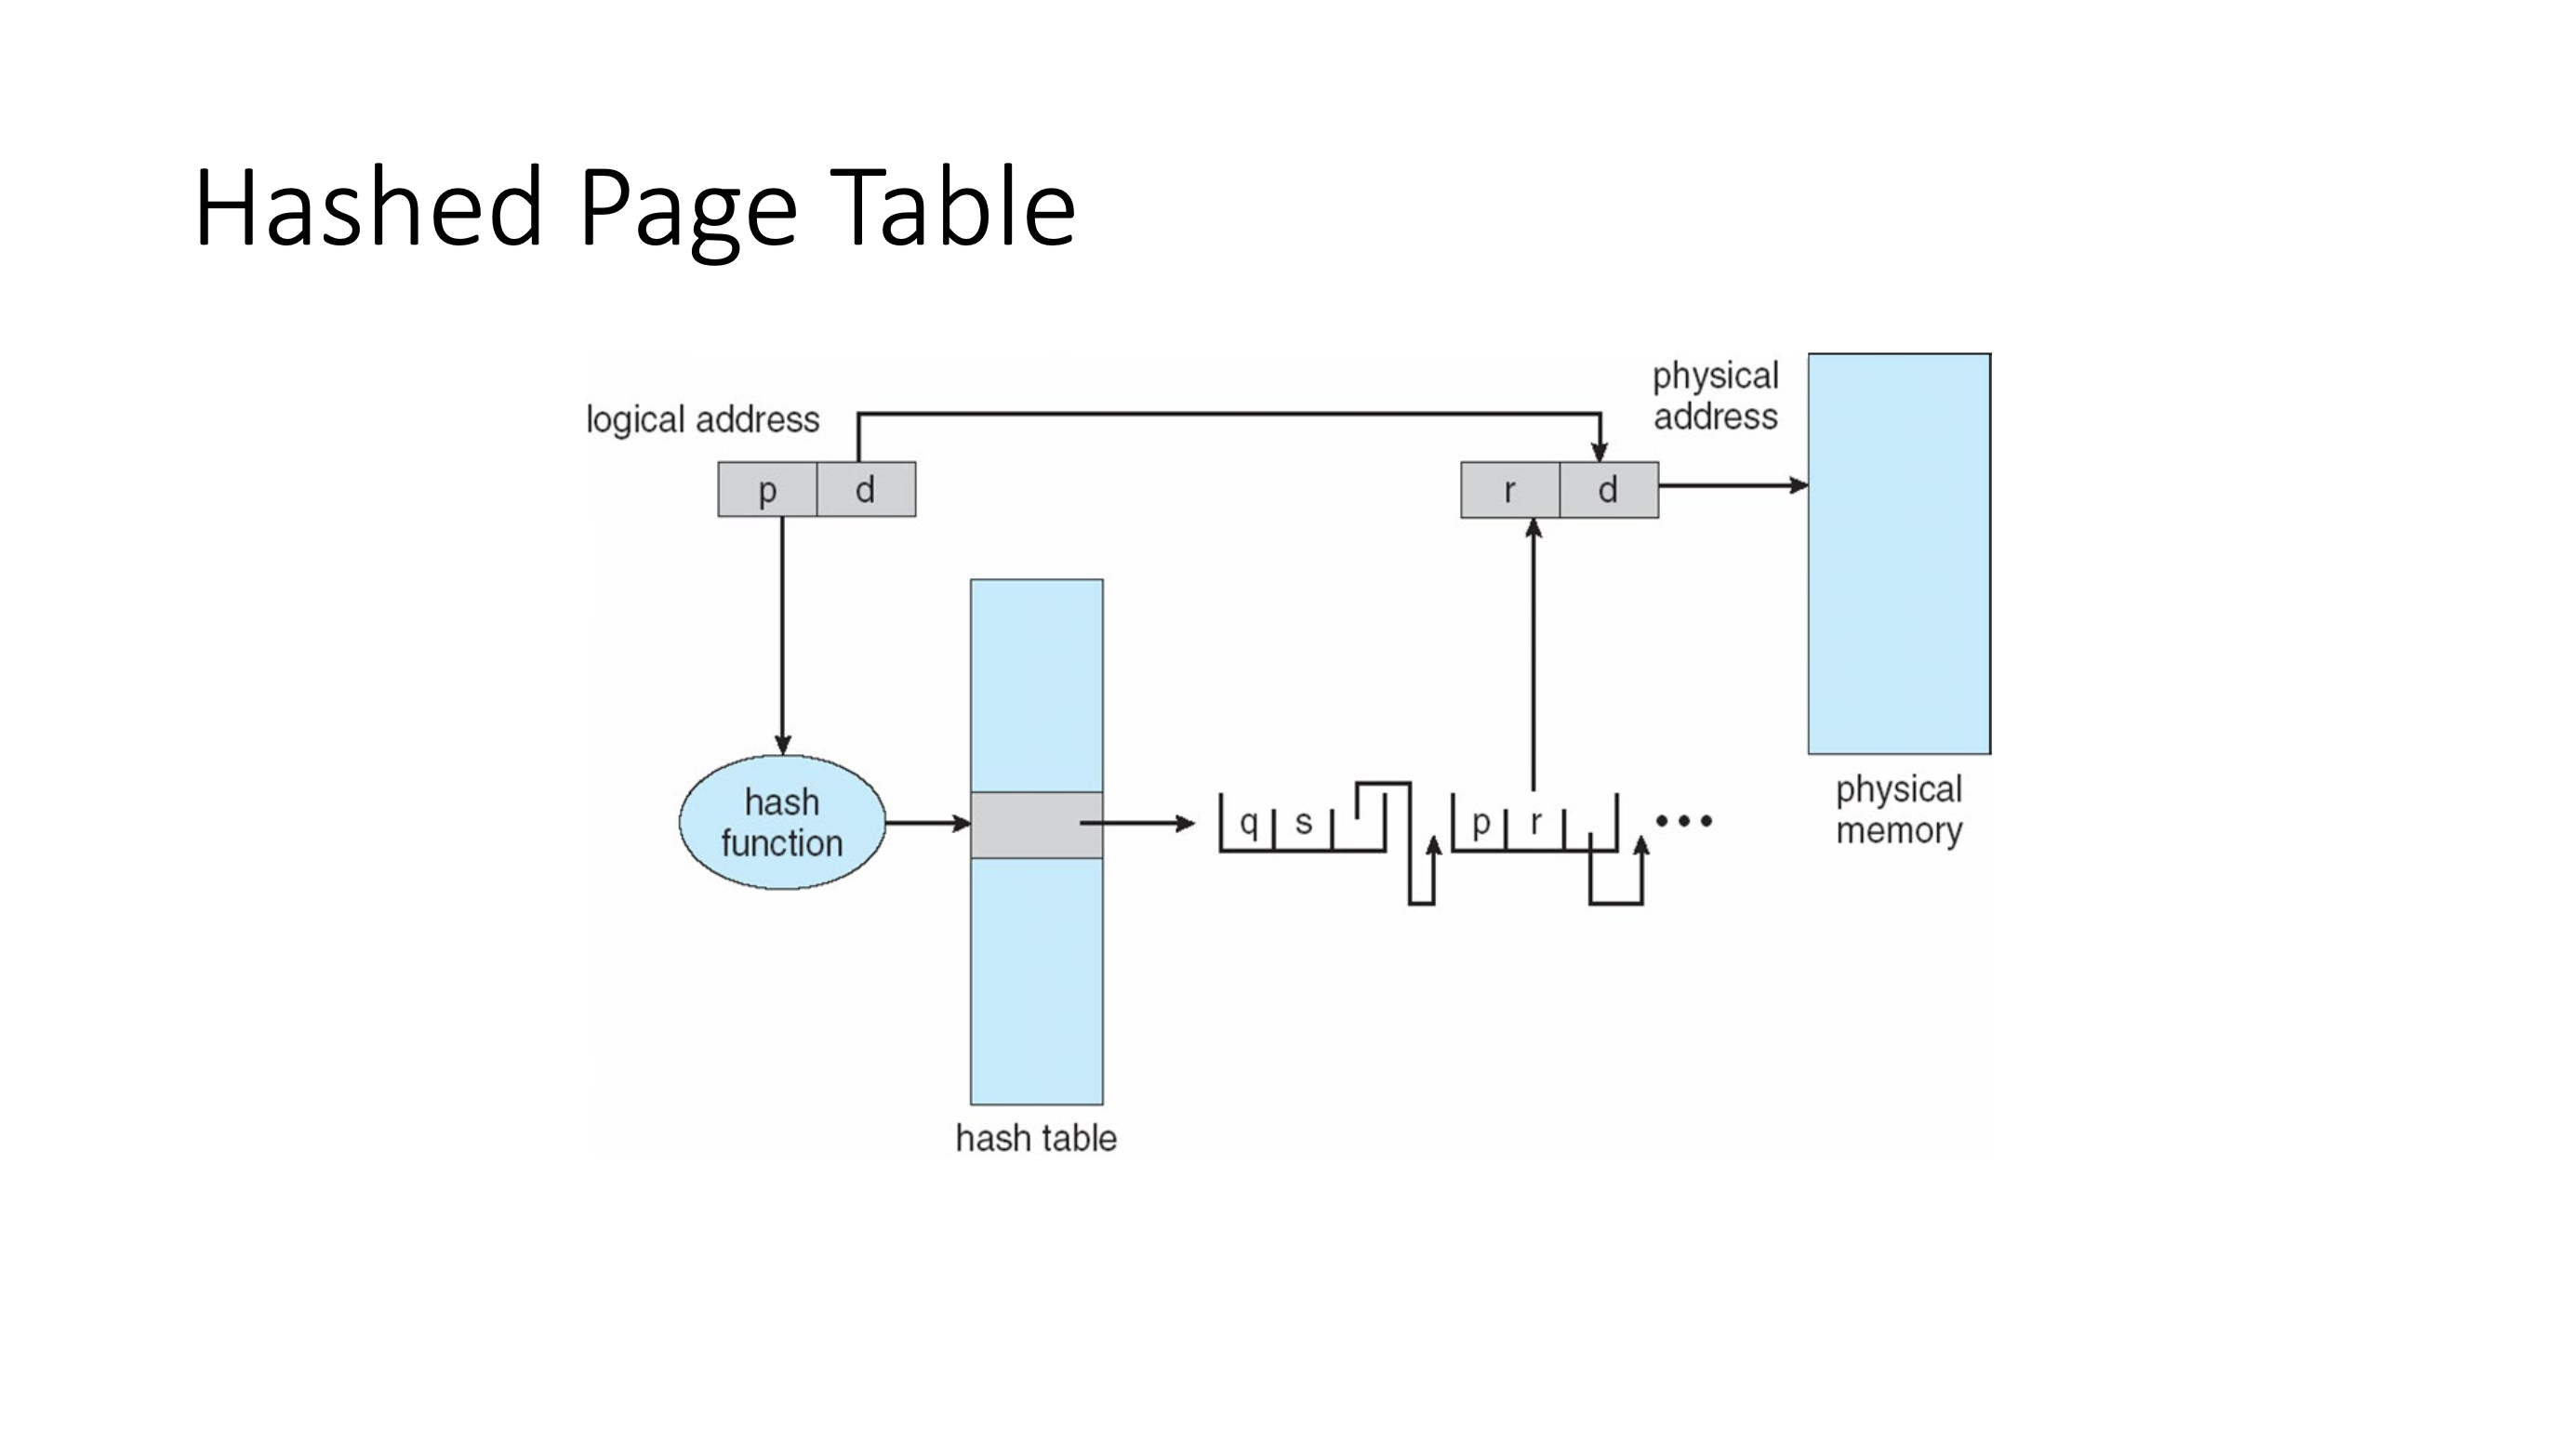 Hashed Page Table
logical address
physical
address
p d
r d
hash
function
q s
p r
•••
physical
memory
hash table